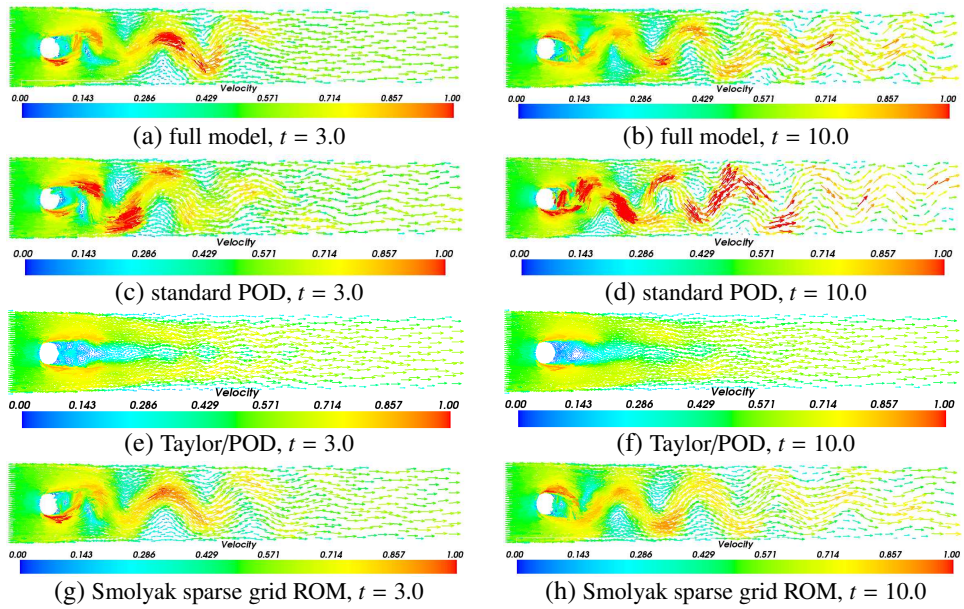 Velocity
0.00 0.143 0.286 0.429 0.571 0.714 0.857 1.00
(a) full model, t = 3.0
Velocity
0.00 0.143 0.286 0.429 0.571 0.714 0.857 1.00
(b) full model, t = 10.0
Velocity
0.00 0.143 0.286 0.429 0.571 0.714 0.857 1.00
(c) standard POD, t = 3.0
Velocity
0.00 0.143 0.286 0.429 0.571 0.714 0.857 1.00
(d) standard POD, t = 10.0
Velocity
0.00 0.143 0.286 0.429 0.571 0.714 0.857 1.00
(e) Taylor/POD, t = 3.0
Velocity
0.00 0.143 0.286 0.429 0.571 0.714 0.857 1.00
(f) Taylor/POD, t = 10.0
Velocity
0.00 0.143 0.286 0.429 0.571 0.714 0.857 1.00
(g) Smolyak sparse grid ROM, t = 3.0
Velocity
0.00 0.143 0.286 0.429 0.571 0.714 0.857 1.00
(h) Smolyak sparse grid ROM, t = 10.0